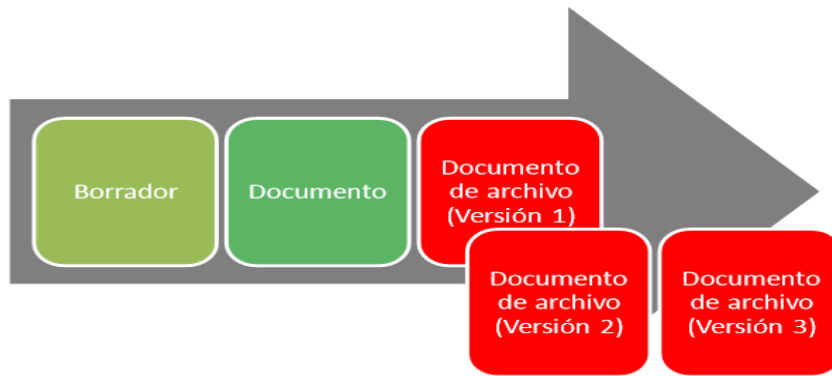 Borrador
Documento
Documento
de archivo
(Versión 1)
Documento
de archivo
(Versión 2)
Documento
de archivo
(Versión 3)